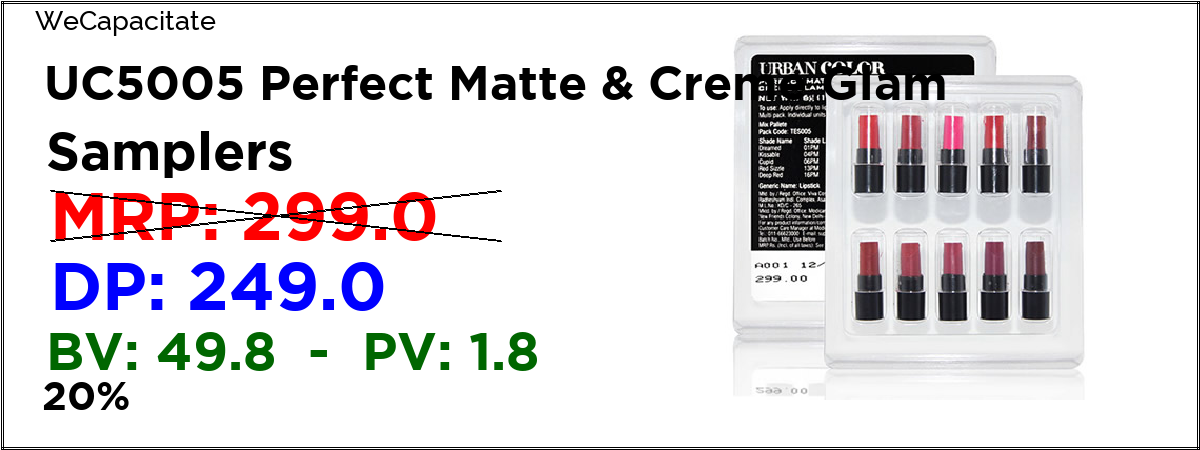 WeCapacitate
UC5005 Perfect Matte & Creme Glam
Samplers
MRP: 299.0
DP: 249.0
BV: 49.8 - PV: 1.8
20%
URBAN COLOR
To use: Apply directly to
Multi pack. individual units
Mix Pallete
Pack Code: TES005
Shade Name Shade
Dreamed 01PM
Kissable 04PM
Cupid 06PM
Red Sizzle 13PM
Deep Red 16PM
Generic Name: Lipstick
A001 12/
299.00